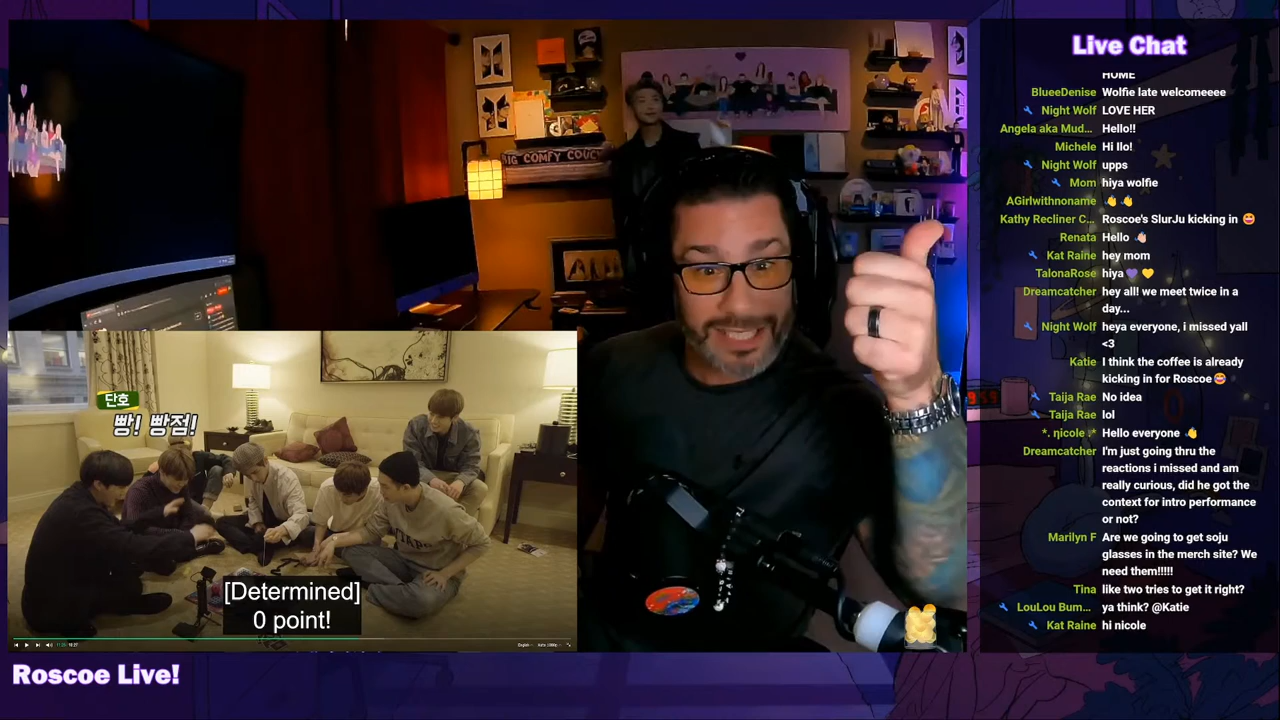 Live Chat
HOME
BlueeDenise Wolfie late welcomeeee
Night Wolf LOVE HER
Angela aka Mud... Hello!!
Michele Hi Ilo!
Night Wolf upps
Mom hiya wolfie
AGirlwithnoname 👋 👋
Kathy Recliner C... Roscoe's SlurJu kicking in 😄
Renata Hello 👋🏻
Kat Raine hey mom
TalonaRose hiya 💜 💛
Dreamcatcher hey all! we meet twice in a
day...
Night Wolf heya everyone, i missed yall
<3
Katie I think the coffee is already
kicking in for Roscoe 😅
Taija Rae No idea
Taija Rae lol
*. ηicole :* Hello everyone 👋
Dreamcatcher I'm just going thru the
reactions i missed and am
really curious, did he got the
context for intro performance
or not?
Marilyn F Are we going to get soju
glasses in the merch site? We
need them!!!!!
Tina like two tries to get it right?
LouLou Bum... ya think? @Katie
Kat Raine hi nicole
BIG COMFY COUCH
9:59
단호
빵! 빵점!
[Determined]
0 point!
Roscoe Live!